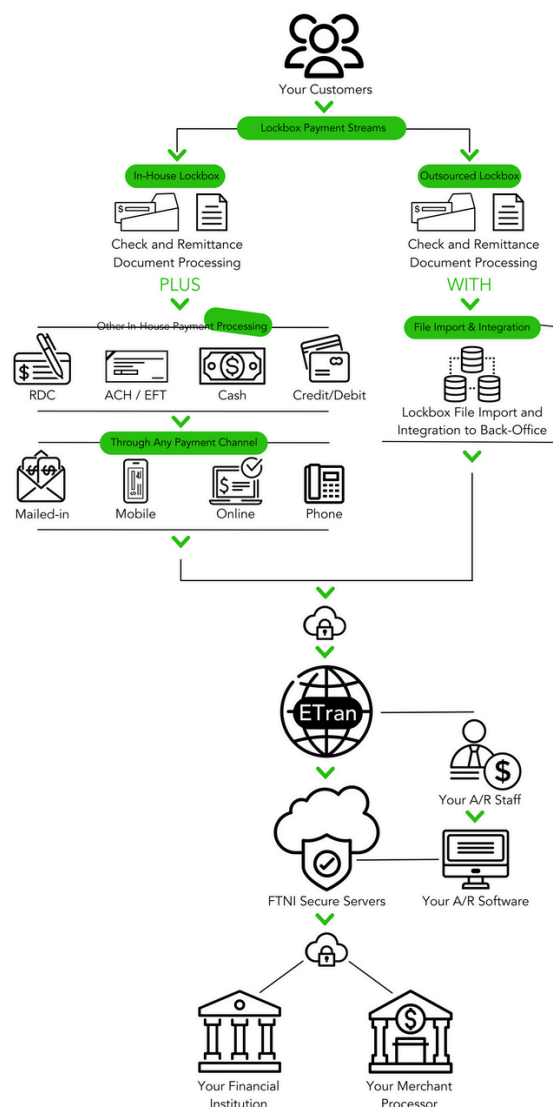 Your Customers
Lockbox Payment Streams
In-House Lockbox
Outsourced Lockbox
$
$
Check and Remittance
Document Processing
Check and Remittance
Document Processing
PLUS
WITH
Other In-House Payment Processing
File Import & Integration
$
$
RDC
ACH / EFT
Cash
Credit/Debit
Lockbox File Import and
Integration to Back-Office
Through Any Payment Channel
$ $
$
Mailed-in
Mobile
Online
Phone
ETran
$
Your A/R Staff
FTNI Secure Servers
Your A/R Software
$
Your Financial
Institution
Your Merchant
Processor